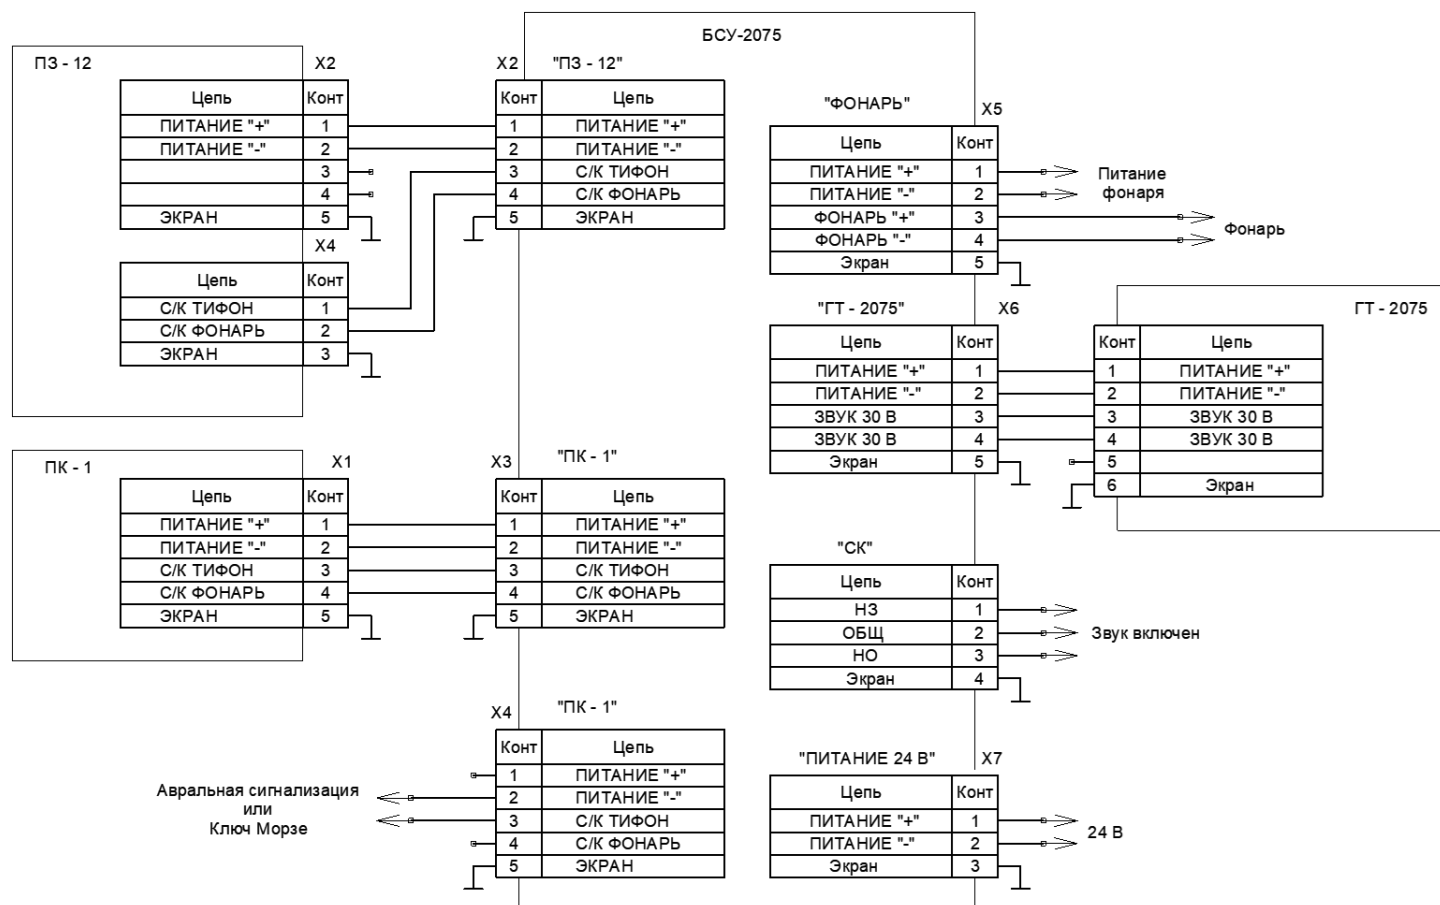 БСУ-2075
ПЗ - 12
X2
Цепь Конт
ПИТАНИЕ "+" 1
ПИТАНИЕ "-" 2
3
4
ЭКРАН 5
X4
Цепь Конт
С/К ТИФОН 1
С/К ФОНАРЬ 2
ЭКРАН 3
X2 "ПЗ - 12"
Конт Цепь
1 ПИТАНИЕ "+"
2 ПИТАНИЕ "-"
3 С/К ТИФОН
4 С/К ФОНАРЬ
5 ЭКРАН
"ФОНАРЬ" X5
Цепь Конт
ПИТАНИЕ "+" 1
ПИТАНИЕ "-" 2
ФОНАРЬ "+" 3
ФОНАРЬ "-" 4
Экран 5
Питание
фонаря
Фонарь
"ГТ - 2075" X6
Цепь Конт
ПИТАНИЕ "+" 1
ПИТАНИЕ "-" 2
ЗВУК 30 В 3
ЗВУК 30 В 4
Экран 5
ГТ - 2075
Конт Цепь
1 ПИТАНИЕ "+"
2 ПИТАНИЕ "-"
3 ЗВУК 30 В
4 ЗВУК 30 В
5
6 Экран
ПК - 1
X1
Цепь Конт
ПИТАНИЕ "+" 1
ПИТАНИЕ "-" 2
С/К ТИФОН 3
С/К ФОНАРЬ 4
ЭКРАН 5
X3 "ПК - 1"
Конт Цепь
1 ПИТАНИЕ "+"
2 ПИТАНИЕ "-"
3 С/К ТИФОН
4 С/К ФОНАРЬ
5 ЭКРАН
"СК"
Цепь Конт
НЗ 1
ОБЩ 2
НО 3
Экран 4
Звук включен
X4 "ПК - 1"
Конт Цепь
1 ПИТАНИЕ "+"
2 ПИТАНИЕ "-"
3 С/К ТИФОН
4 С/К ФОНАРЬ
5 ЭКРАН
Авральная сигнализация
или
Ключ Морзе
"ПИТАНИЕ 24 В" X7
Цепь Конт
ПИТАНИЕ "+" 1
ПИТАНИЕ "-" 2
Экран 3
24 В